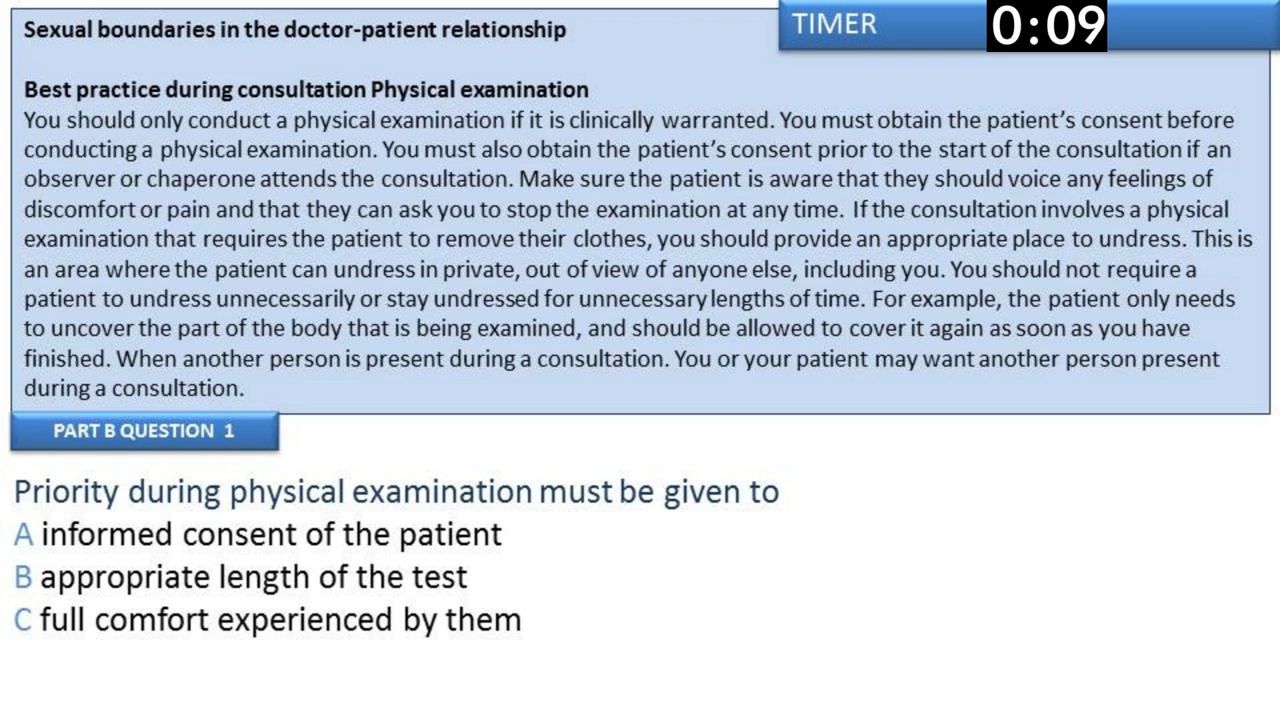 Sexual boundaries in the doctor-patient relationship
TIMER
0:09
Best practice during consultation Physical examination
You should only conduct a physical examination if it is clinically warranted. You must obtain the patient's consent before
conducting a physical examination. You must also obtain the patient's consent prior to the start of the consultation if an
observer or chaperone attends the consultation. Make sure the patient is aware that they should voice any feelings of
discomfort or pain and that they can ask you to stop the examination at any time. If the consultation involves a physical
examination that requires the patient to remove their clothes, you should provide an appropriate place to undress. This is
an area where the patient can undress in private, out of view of anyone else, including you. You should not require a
patient to undress unnecessarily or stay undressed for unnecessary lengths of time. For example, the patient only needs
to uncover the part of the body that is being examined, and should be allowed to cover it again as soon as you have
finished. When another person is present during a consultation. You or your patient may want another person present
during a consultation.
PART B QUESTION 1
Priority during physical examination must be given to
A informed consent of the patient
B appropriate length of the test
C full comfort experienced by them